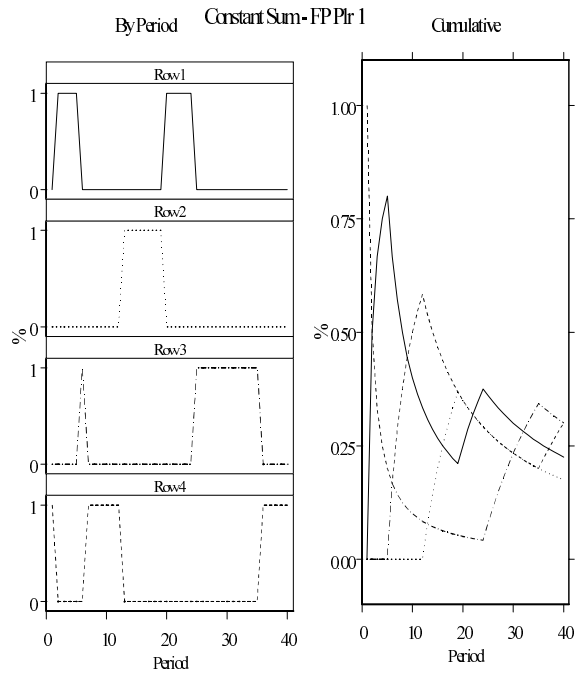 Constant Sum - FP Plr 1
By Period
Cumulative
Row1
1
0
Row2
1
0
%
Row3
1
0
Row4
1
0
0 10 20 30 40
Period
1.00
0.75
0.50
%
0.25
0.00
0 10 20 30 40
Period